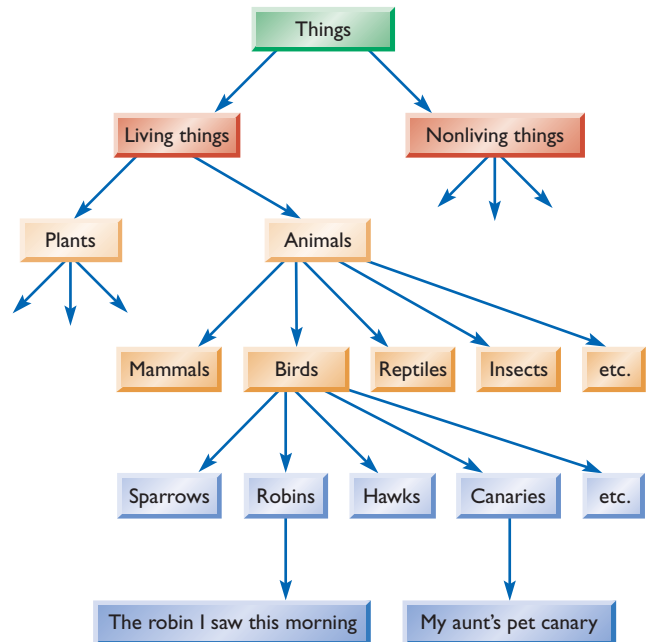 Things
Living things
Nonliving things
Plants
Animals
Mammals
Birds
Reptiles
Insects
etc.
Sparrows
Robins
Hawks
Canaries
etc.
The robin I saw this morning
My aunt's pet canary